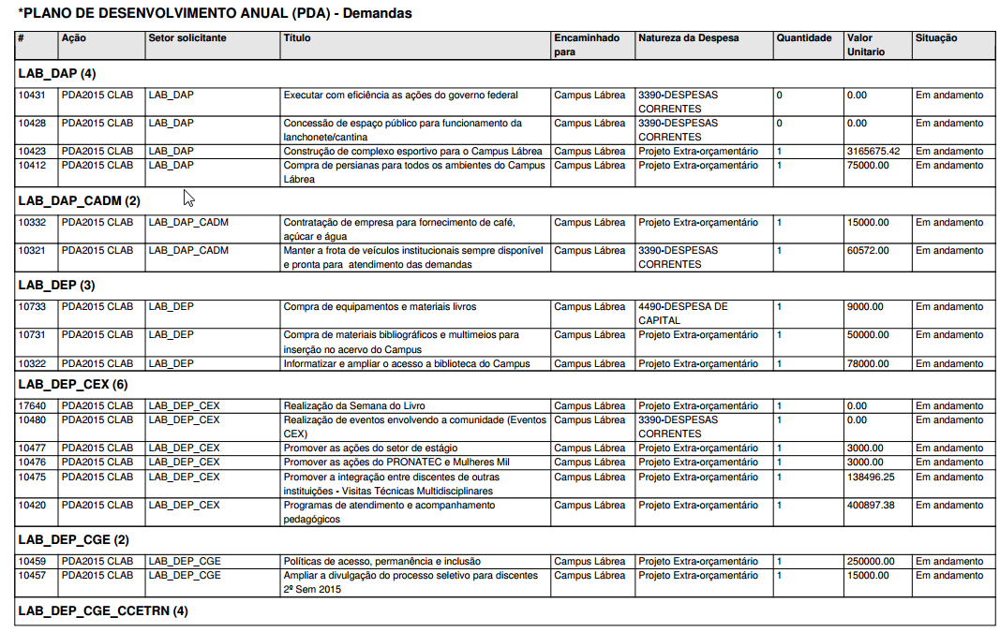 *PLANO DE DESENVOLVIMENTO ANUAL (PDA) - Demandas
# Ação Setor solicitante Título Encaminhado para Natureza da Despesa Quantidade Valor Unitario Situação
LAB_DAP (4)
10431 PDA2015 CLAB LAB_DAP Executar com eficiência as ações do governo federal Campus Lábrea 3390-DESPESAS CORRENTES 0 0.00 Em andamento
10428 PDA2015 CLAB LAB_DAP Concessão de espaço público para funcionamento da lanchonete/cantina Campus Lábrea 3390-DESPESAS CORRENTES 0 0.00 Em andamento
10423 PDA2015 CLAB LAB_DAP Construção de complexo esportivo para o Campus Lábrea Campus Lábrea Projeto Extra-orçamentário 1 3165675.42 Em andamento
10412 PDA2015 CLAB LAB_DAP Compra de persianas para todos os ambientes do Campus Lábrea Campus Lábrea Projeto Extra-orçamentário 1 75000.00 Em andamento
LAB_DAP_CADM (2)
10332 PDA2015 CLAB LAB_DAP_CADM Contratação de empresa para fornecimento de café, açúcar e água Campus Lábrea Projeto Extra-orçamentário 1 15000.00 Em andamento
10321 PDA2015 CLAB LAB_DAP_CADM Manter a frota de veículos institucionais sempre disponível e pronta para atendimento das demandas Campus Lábrea 3390-DESPESAS CORRENTES 1 60572.00 Em andamento
LAB_DEP (3)
10733 PDA2015 CLAB LAB_DEP Compra de equipamentos e materiais livros Campus Lábrea 4490-DESPESA DE CAPITAL 1 9000.00 Em andamento
10731 PDA2015 CLAB LAB_DEP Compra de materiais bibliográficos e multimeios para inserção no acervo do Campus Campus Lábrea Projeto Extra-orçamentário 1 50000.00 Em andamento
10322 PDA2015 CLAB LAB_DEP Informatizar e ampliar o acesso a biblioteca do Campus Campus Lábrea Projeto Extra-orçamentário 1 78000.00 Em andamento
LAB_DEP_CEX (6)
17640 PDA2015 CLAB LAB_DEP_CEX Realização da Semana do Livro Campus Lábrea Projeto Extra-orçamentário 1 0.00 Em andamento
10480 PDA2015 CLAB LAB_DEP_CEX Realização de eventos envolvendo a comunidade (Eventos CEX) Campus Lábrea 3390-DESPESAS CORRENTES 1 0.00 Em andamento
10477 PDA2015 CLAB LAB_DEP_CEX Promover as ações do setor de estágio Campus Lábrea Projeto Extra-orçamentário 1 3000.00 Em andamento
10476 PDA2015 CLAB LAB_DEP_CEX Promover as ações do PRONATEC e Mulheres Mil Campus Lábrea Projeto Extra-orçamentário 1 3000.00 Em andamento
10475 PDA2015 CLAB LAB_DEP_CEX Promover a integração entre discentes de outras instituições - Visitas Técnicas Multidisciplinares Campus Lábrea Projeto Extra-orçamentário 1 138496.25 Em andamento
10420 PDA2015 CLAB LAB_DEP_CEX Programas de atendimento e acompanhamento pedagógicos Campus Lábrea Projeto Extra-orçamentário 1 400897.38 Em andamento
LAB_DEP_CGE (2)
10459 PDA2015 CLAB LAB_DEP_CGE Políticas de acesso, permanência e inclusão Campus Lábrea Projeto Extra-orçamentário 1 250000.00 Em andamento
10457 PDA2015 CLAB LAB_DEP_CGE Ampliar a divulgação do processo seletivo para discentes 2º Sem 2015 Campus Lábrea Projeto Extra-orçamentário 1 15000.00 Em andamento
LAB_DEP_CGE_CCETRN (4)